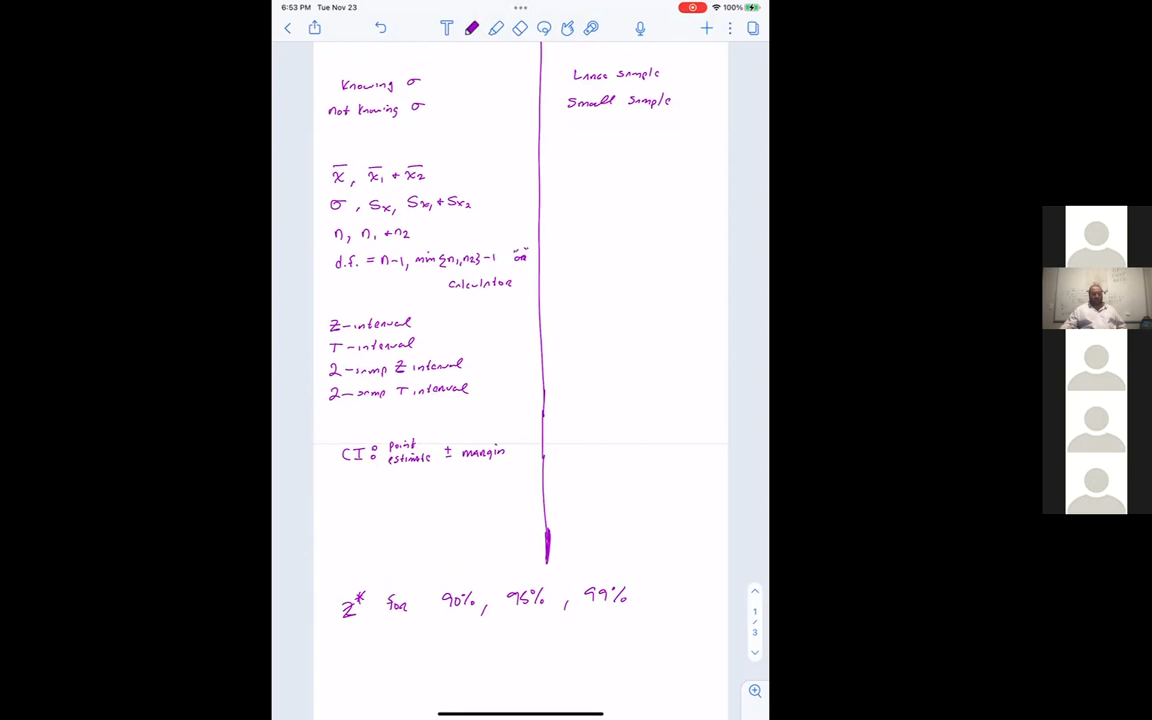 6:53 PM Tue Nov 23
100%
Knowing σ
not Knowing σ
x̄, x̄₁ + x̄₂
σ, Sx, Sx₁ + Sx₂
n, n₁ + n₂
d.f. = n-1, min{n₁,n₂}-1 or
calculator
Z-interval
T-interval
2-samp Z interval
2-samp T interval
CI: point estimate ± margin
Large sample
Small sample
Z* for 90%, 95%, 99%
1
/
3